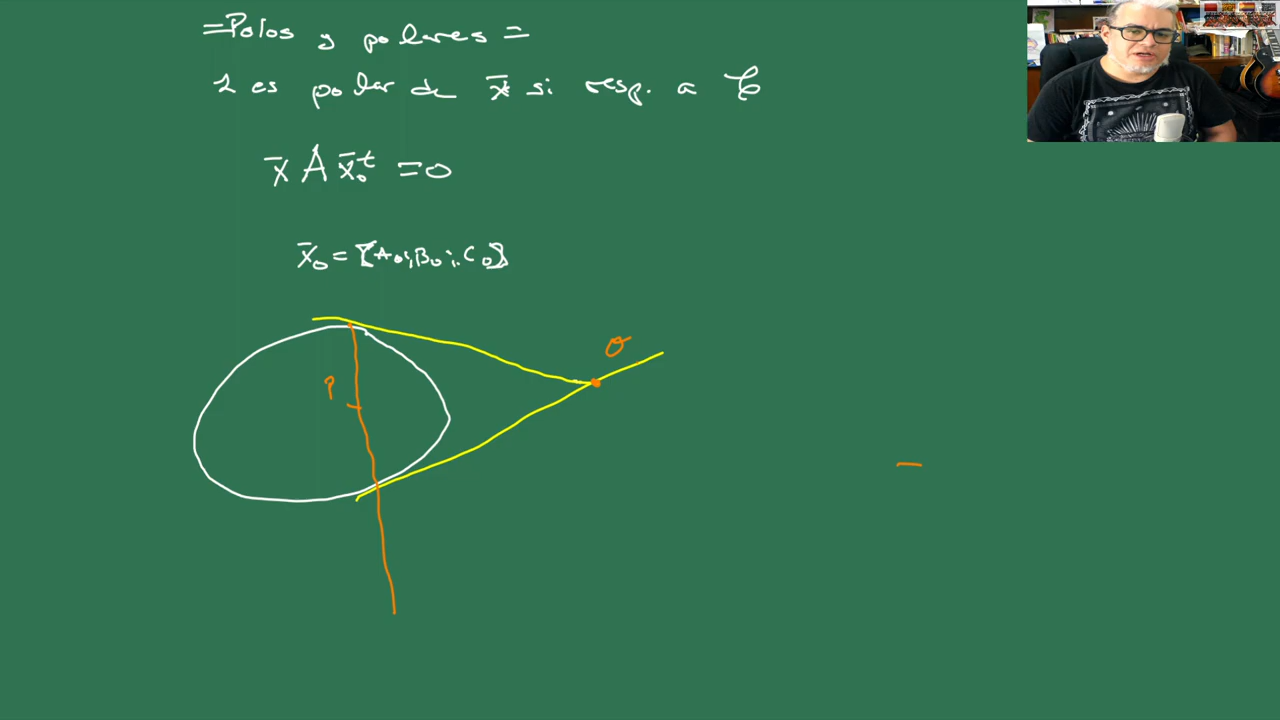 = Polos y polares =
λ es polar de x̄ si resp. a 𝒞
x̄ A x̄₀ᵗ = 0
x̄₀ = [A₀; B₀; C₀]
P